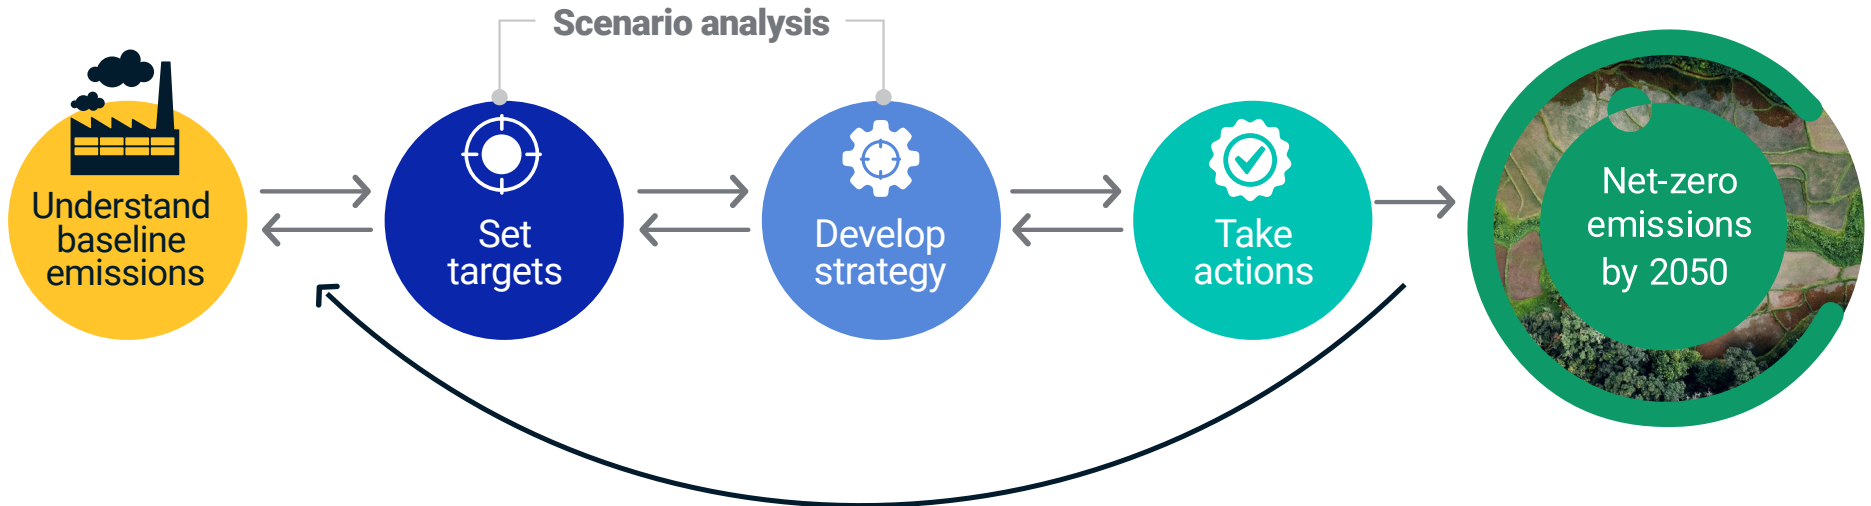 Scenario analysis
Understand
baseline
emissions
Set
targets
Develop
strategy
Take
actions
Net-zero
emissions
by 2050